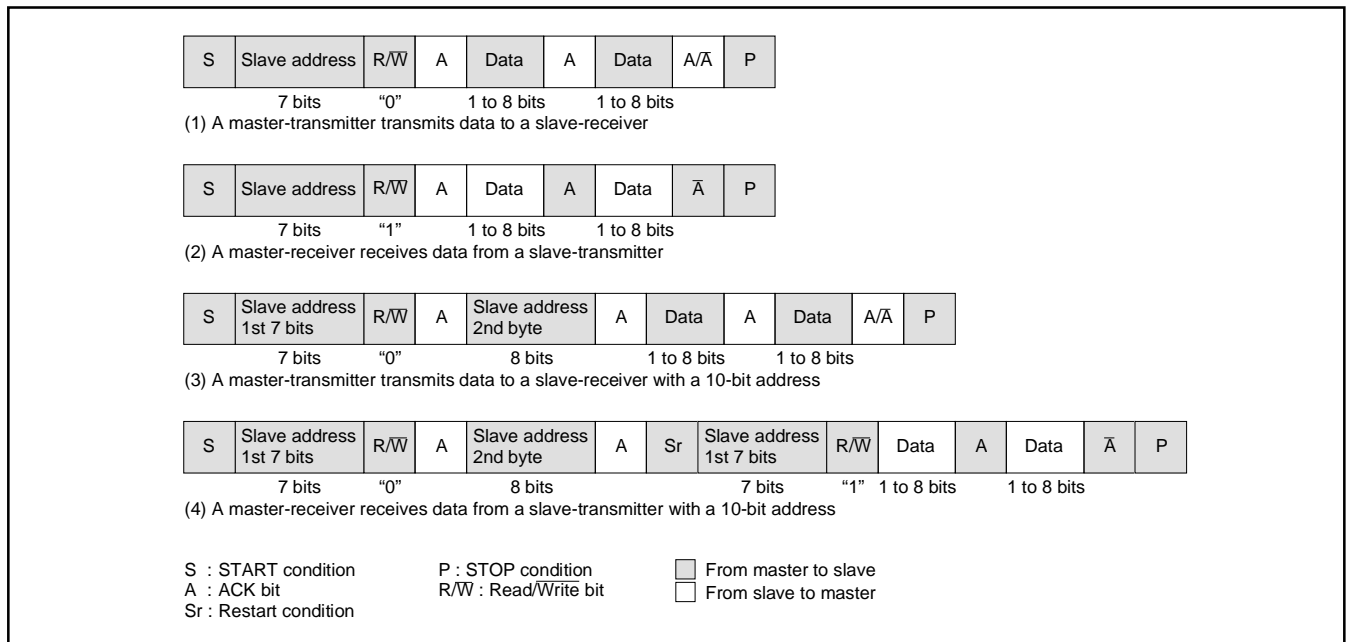 S Slave address R/W̅ A Data A Data A/A̅ P
7 bits “0” 1 to 8 bits 1 to 8 bits
(1) A master-transmitter transmits data to a slave-receiver
S Slave address R/W̅ A Data A Data A̅ P
7 bits “1” 1 to 8 bits 1 to 8 bits
(2) A master-receiver receives data from a slave-transmitter
S Slave address 1st 7 bits R/W̅ A Slave address 2nd byte A Data A Data A/A̅ P
7 bits “0” 8 bits 1 to 8 bits 1 to 8 bits
(3) A master-transmitter transmits data to a slave-receiver with a 10-bit address
S Slave address 1st 7 bits R/W̅ A Slave address 2nd byte A Sr Slave address 1st 7 bits R/W̅ Data A Data A̅ P
7 bits “0” 8 bits 7 bits “1” 1 to 8 bits 1 to 8 bits
(4) A master-receiver receives data from a slave-transmitter with a 10-bit address
S : START condition P : STOP condition From master to slave
A : ACK bit R/W̅ : Read/W̅r̅i̅t̅e̅ bit From slave to master
Sr : Restart condition